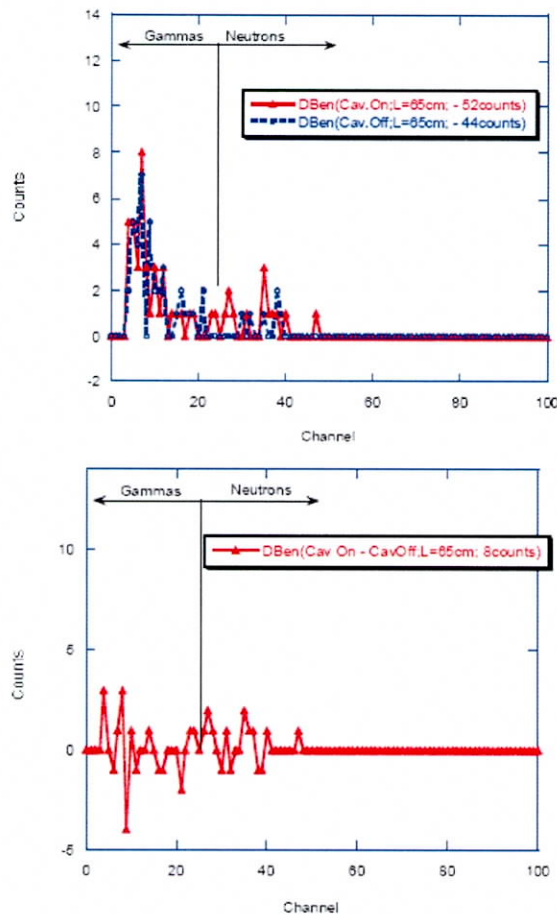 14
12
10
8
6
4
2
0
-2
Counts
Gammas Neutrons
DBen(Cav.On;L=65cm; - 52counts)
DBen(Cav.Off;L=65cm; - 44counts)
0 20 40 60 80 100
Channel
10
5
0
-5
Counts
Gammas Neutrons
DBen(Cav On - CavOff;L=65cm; 8counts)
0 20 40 60 80 100
Channel